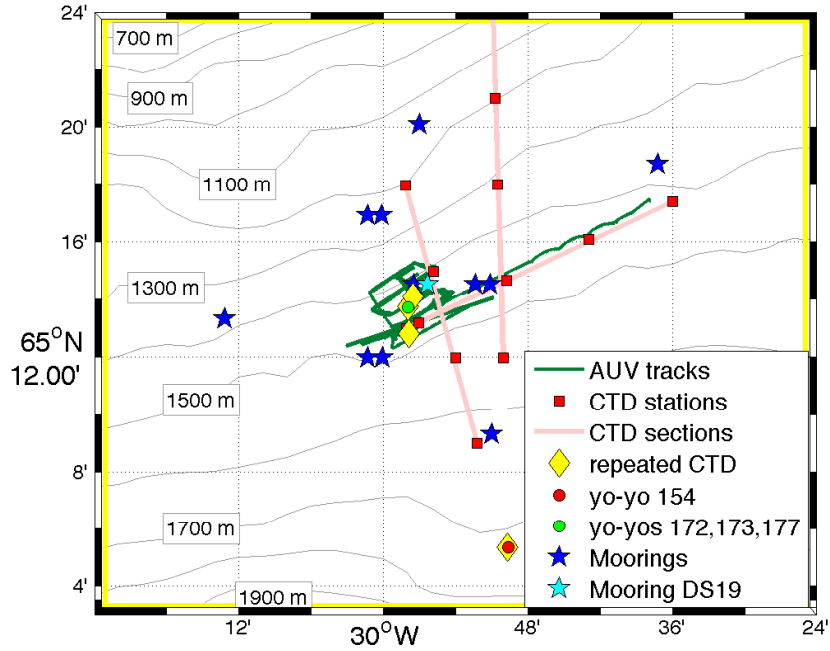 24'
700 m
900 m
20'
1100 m
16'
1300 m
65°N
12.00'
1500 m
AUV tracks
CTD stations
CTD sections
repeated CTD
yo-yo 154
yo-yos 172,173,177
Moorings
Mooring DS19
8'
1700 m
4'
1900 m
12'
30°W
48'
36'
24'